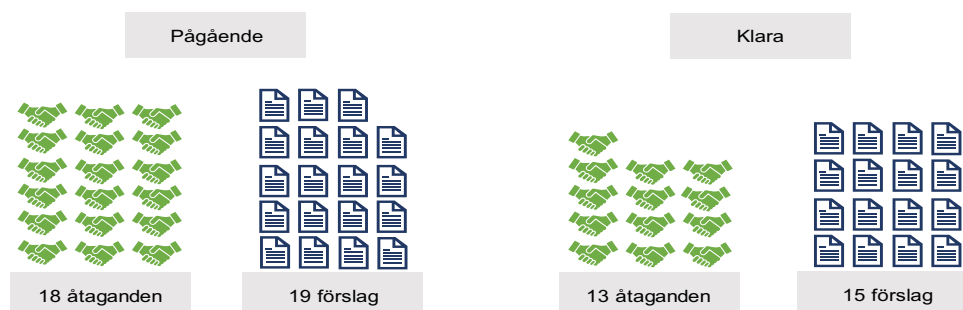 Pågående
Klara
18 åtaganden
19 förslag
13 åtaganden
15 förslag